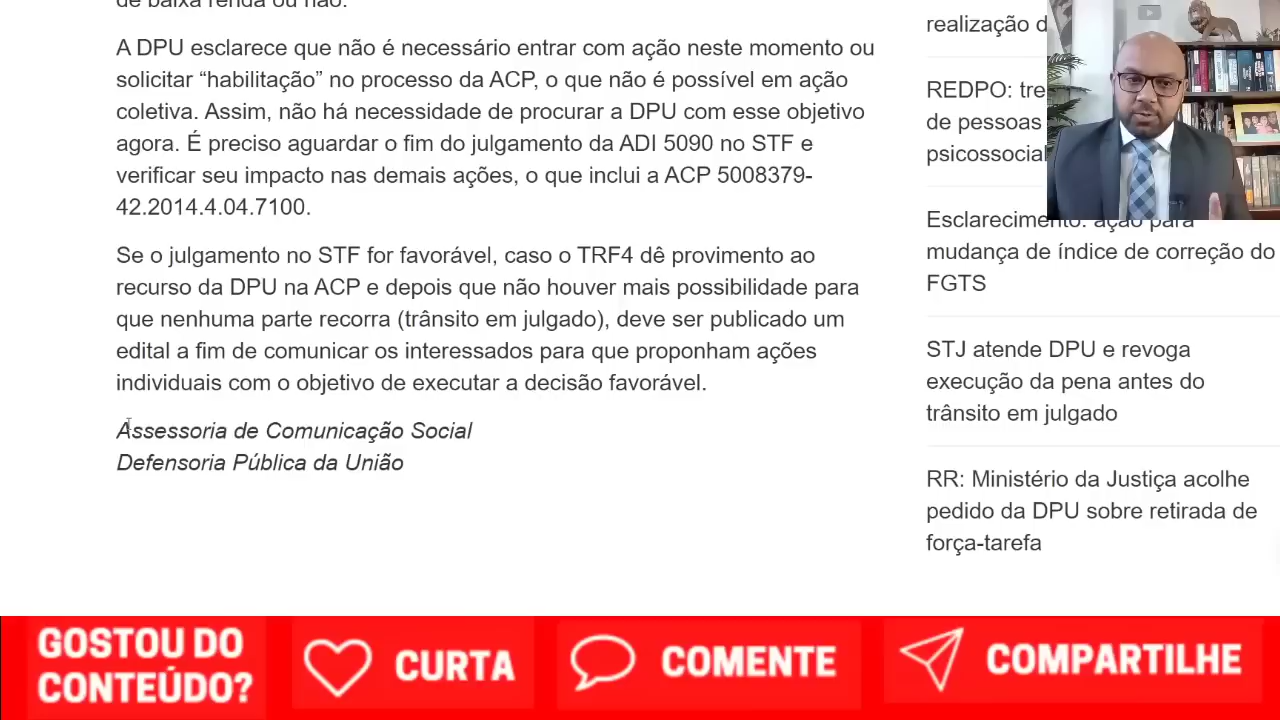 de baixa renda ou não.
A DPU esclarece que não é necessário entrar com ação neste momento ou
solicitar “habilitação” no processo da ACP, o que não é possível em ação
coletiva. Assim, não há necessidade de procurar a DPU com esse objetivo
agora. É preciso aguardar o fim do julgamento da ADI 5090 no STF e
verificar seu impacto nas demais ações, o que inclui a ACP 5008379-
42.2014.4.04.7100.
Se o julgamento no STF for favorável, caso o TRF4 dê provimento ao
recurso da DPU na ACP e depois que não houver mais possibilidade para
que nenhuma parte recorra (trânsito em julgado), deve ser publicado um
edital a fim de comunicar os interessados para que proponham ações
individuais com o objetivo de executar a decisão favorável.
Assessoria de Comunicação Social
Defensoria Pública da União
realização d
REDPO: tre
de pessoas
psicossocial
Esclarecimento: ação para
mudança de índice de correção do
FGTS
STJ atende DPU e revoga
execução da pena antes do
trânsito em julgado
RR: Ministério da Justiça acolhe
pedido da DPU sobre retirada de
força-tarefa
GOSTOU DO
CONTEÚDO?
CURTA
COMENTE
COMPARTILHE